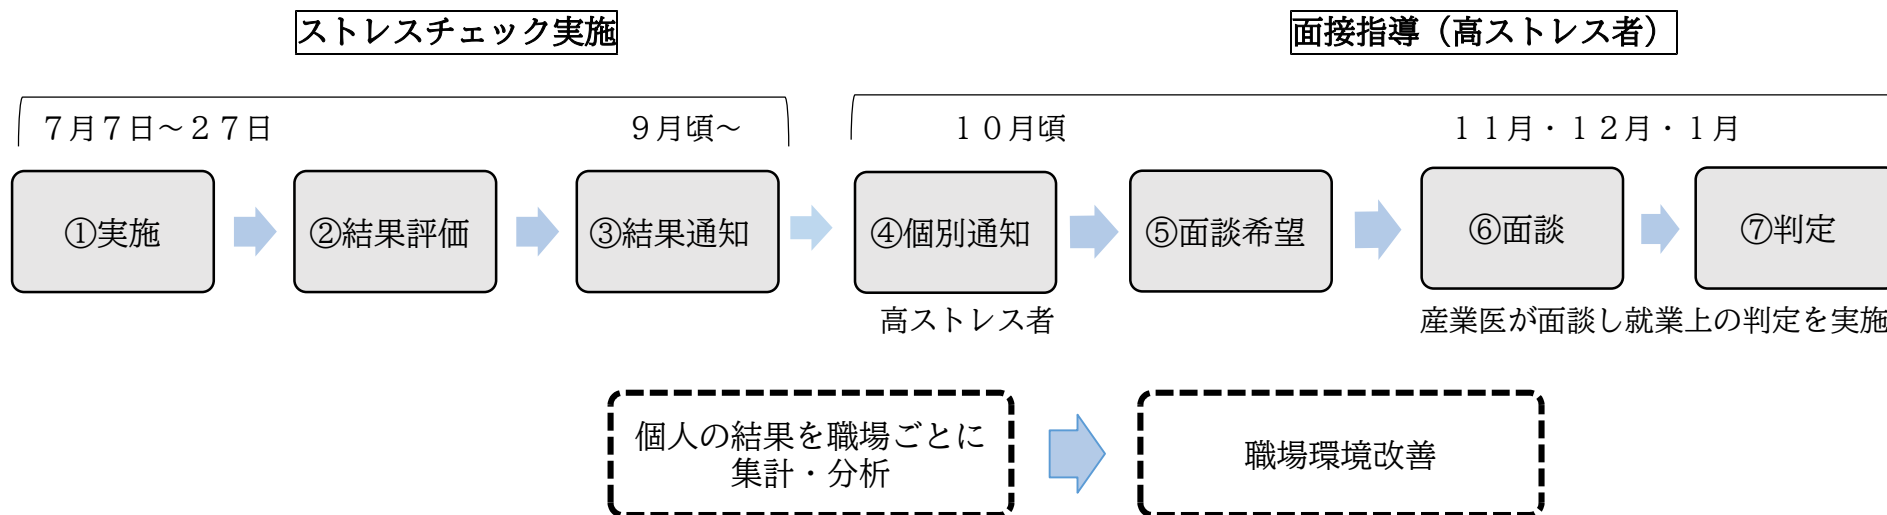 ストレスチェック実施
面接指導（高ストレス者）
７月７日～２７日
９月頃～
１０月頃
１１月・１２月・１月
①実施
②結果評価
③結果通知
④個別通知
⑤面談希望
⑥面談
⑦判定
高ストレス者
産業医が面談し就業上の判定を実施
個人の結果を職場ごとに
集計・分析
職場環境改善